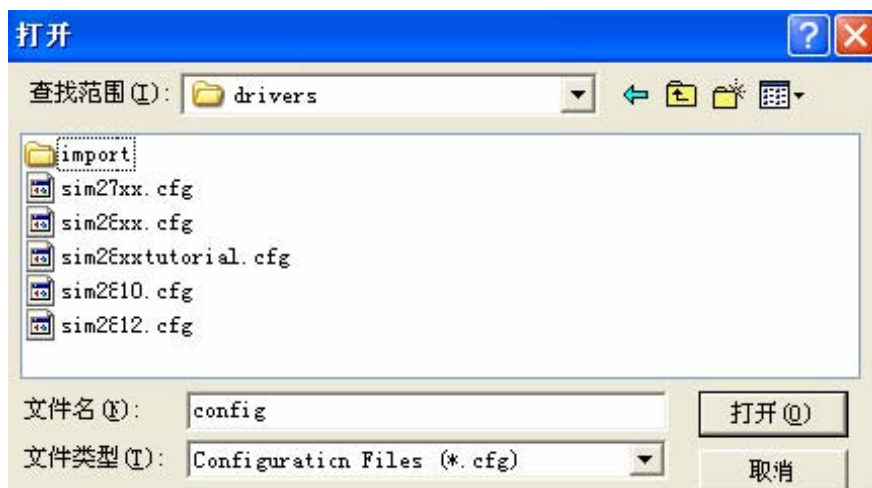 打开
查找范围(I): drivers
import
sim27xx.cfg
sim28xx.cfg
sim28xxtutorial.cfg
sim2810.cfg
sim2812.cfg
文件名(N): config
打开(O)
文件类型(T): Configuration Files (*.cfg)
取消